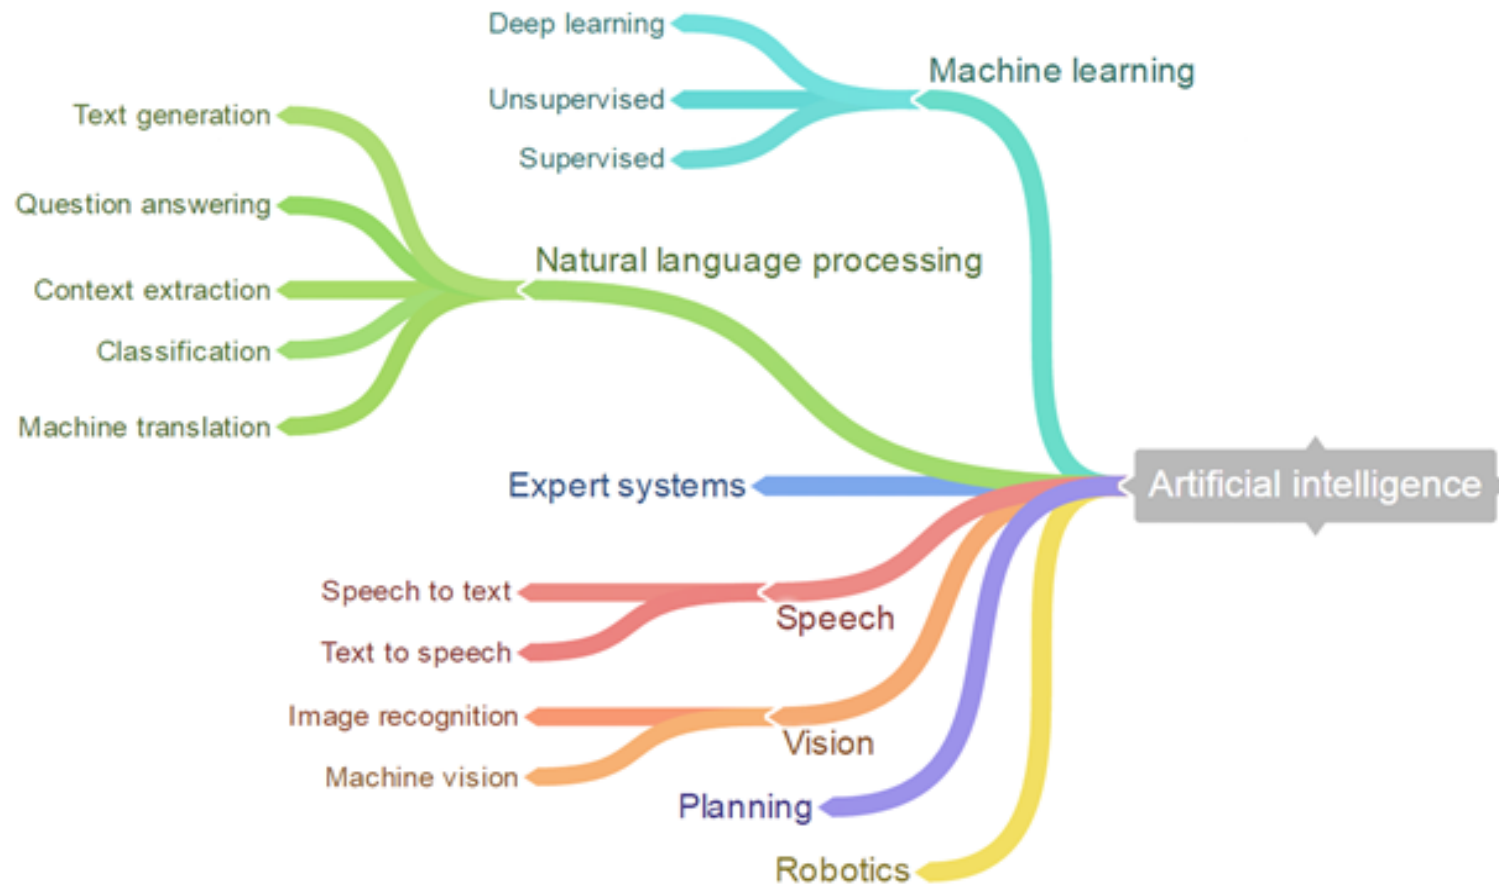 Deep learning
Machine learning
Unsupervised
Supervised
Text generation
Question answering
Natural language processing
Context extraction
Classification
Machine translation
Expert systems
Artificial intelligence
Speech to text
Speech
Text to speech
Image recognition
Vision
Machine vision
Planning
Robotics